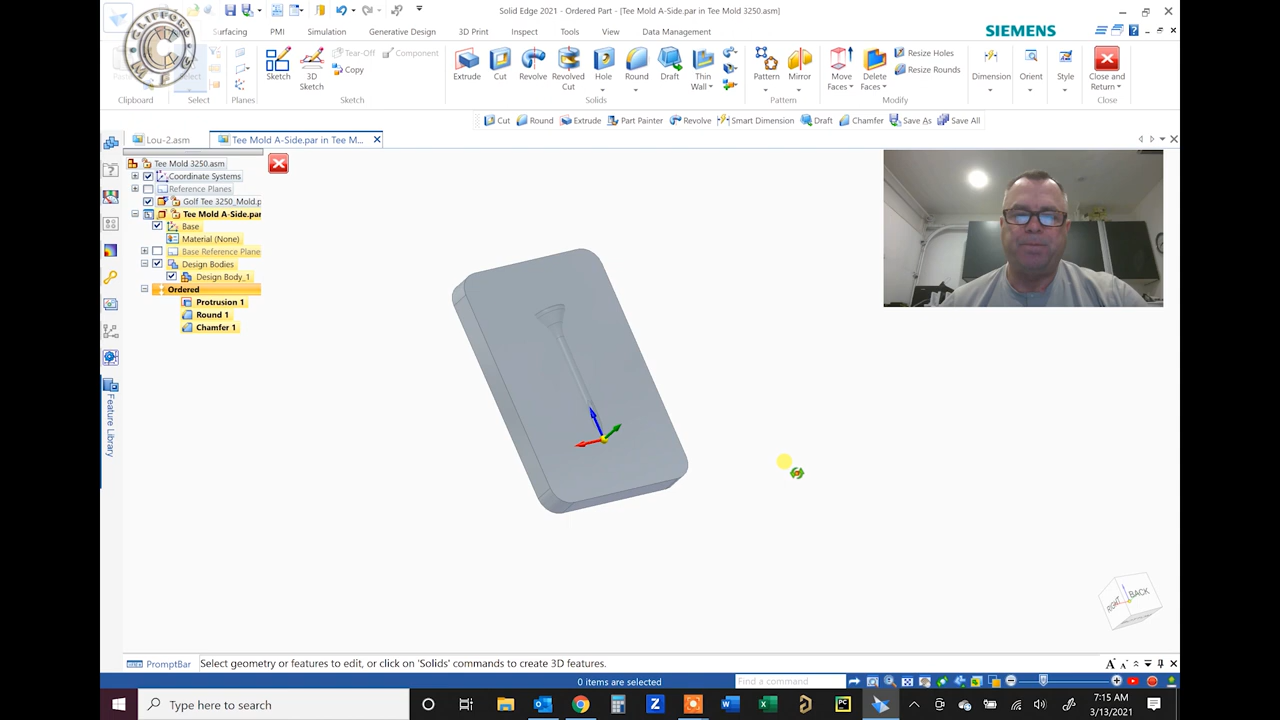 Solid Edge 2021 - Ordered Part - [Tee Mold A-Side.par in Tee Mold 3250.asm]
CLIFFORD
Surfacing PMI Simulation Generative Design 3D Print Inspect Tools View Data Management
SIEMENS
Sketch 3D Sketch Tear-Off Component Copy
Extrude Cut Revolve Revolved Cut Hole Round Draft Thin Wall
Pattern Mirror
Move Faces Delete Faces Resize Holes Resize Rounds
Dimension Orient Style Close and Return
Clipboard Select Planes Sketch Solids Pattern Modify Close
Cut Round Extrude Part Painter Revolve Smart Dimension Draft Chamfer Save As Save All
Lou-2.asm Tee Mold A-Side.par in Tee M...
Tee Mold 3250.asm
Coordinate Systems
Reference Planes
Golf Tee 3250_Mold.p
Tee Mold A-Side.par
Base
Material (None)
Base Reference Plane
Design Bodies
Design Body_1
Ordered
Protrusion 1
Round 1
Chamfer 1
Feature Library
RIGHT BACK
PromptBar Select geometry or features to edit, or click on 'Solids' commands to create 3D features.
0 items are selected Find a command
Type here to search
7:15 AM
3/13/2021